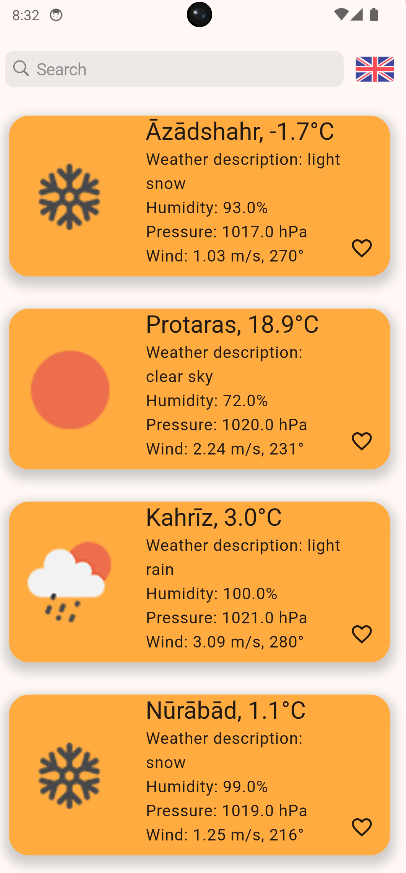 8:32
Search
Āzādshahr, -1.7°C
Weather description: light
snow
Humidity: 93.0%
Pressure: 1017.0 hPa
Wind: 1.03 m/s, 270°
Protaras, 18.9°C
Weather description:
clear sky
Humidity: 72.0%
Pressure: 1020.0 hPa
Wind: 2.24 m/s, 231°
Kahrīz, 3.0°C
Weather description: light
rain
Humidity: 100.0%
Pressure: 1021.0 hPa
Wind: 3.09 m/s, 280°
Nūrābād, 1.1°C
Weather description:
snow
Humidity: 99.0%
Pressure: 1019.0 hPa
Wind: 1.25 m/s, 216°